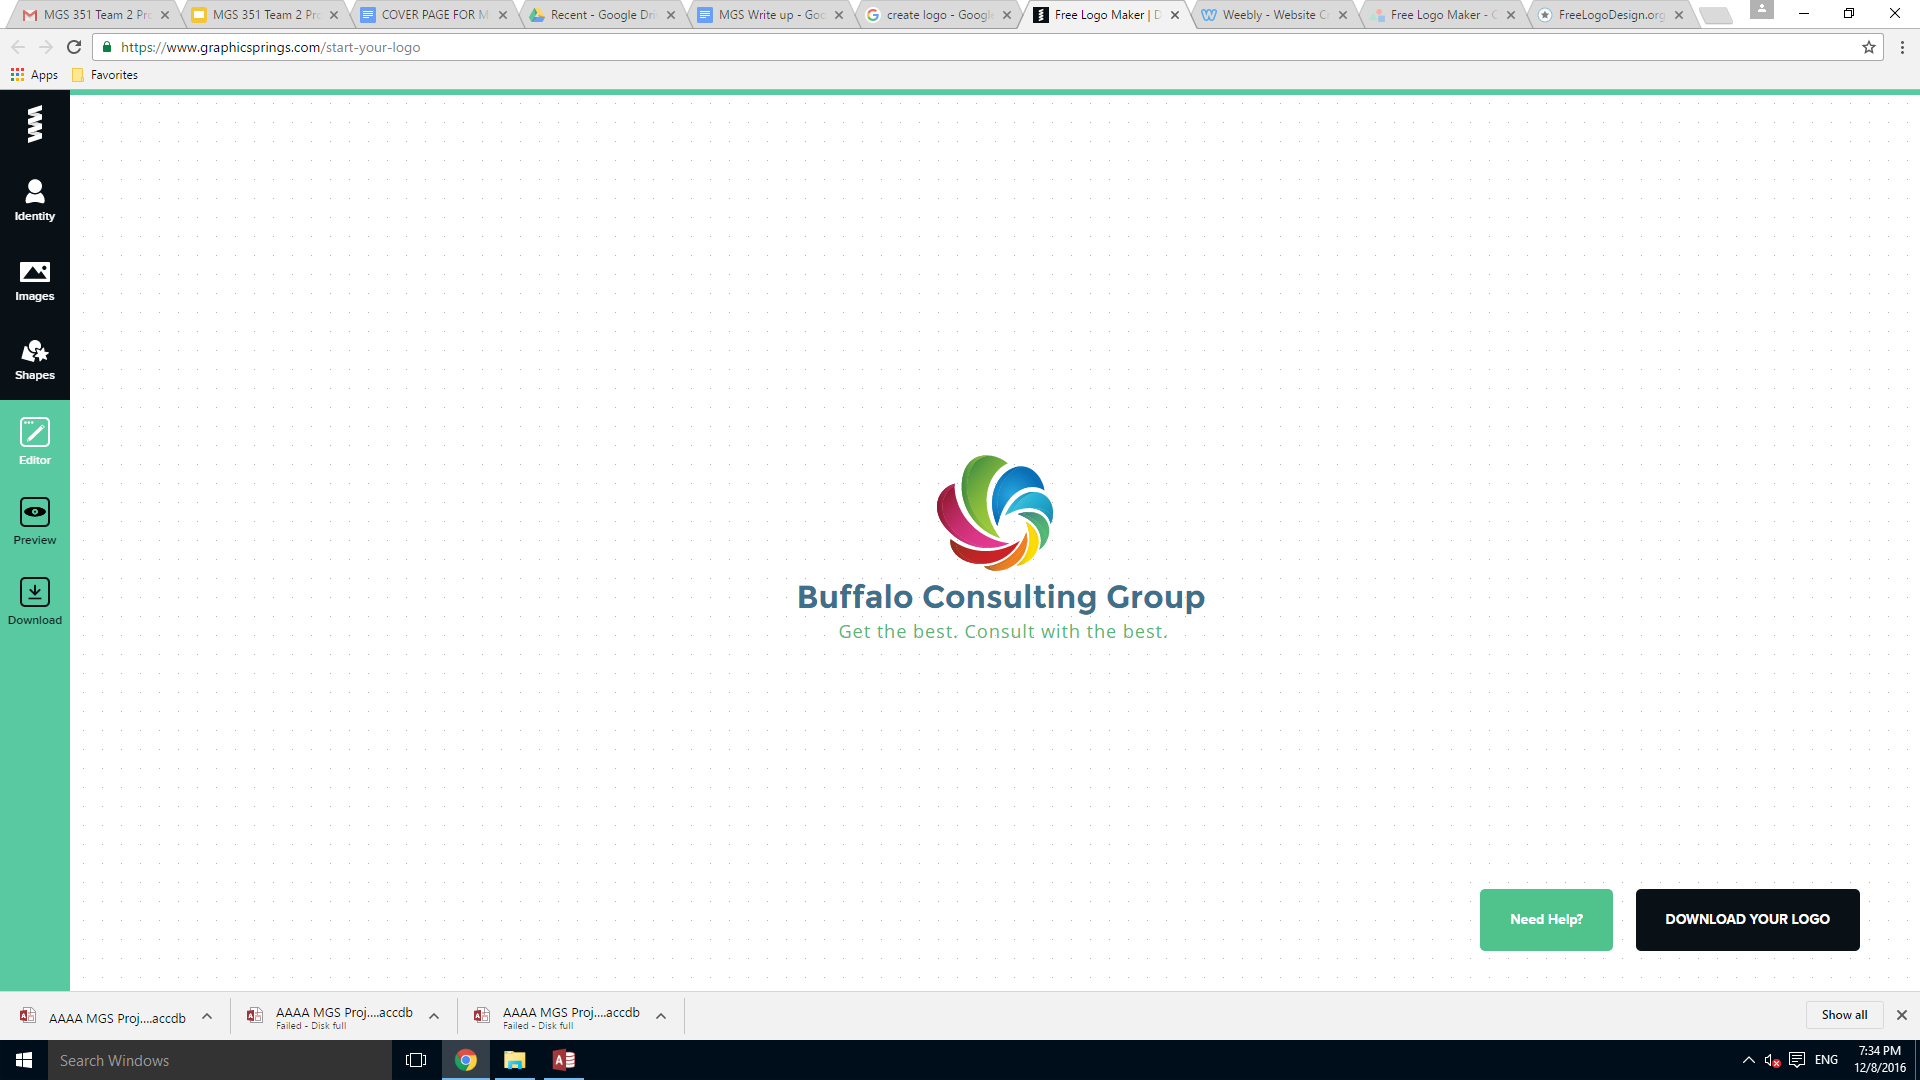 MGS 351 Team 2 Pro
MGS 351 Team 2 Pro
COVER PAGE FOR M
Recent - Google Dri
MGS Write up - Goo
create logo - Google
Free Logo Maker | D
Weebly - Website C
Free Logo Maker - C
FreeLogoDesign.org
https://www.graphicsprings.com/start-your-logo
Apps
Favorites
Identity
Images
Shapes
Editor
Preview
Download
Buffalo Consulting Group
Get the best. Consult with the best.
Need Help?
DOWNLOAD YOUR LOGO
AAAA MGS Proj....accdb
AAAA MGS Proj....accdb
Failed - Disk full
AAAA MGS Proj....accdb
Failed - Disk full
Show all
Search Windows
ENG
7:34 PM
12/8/2016